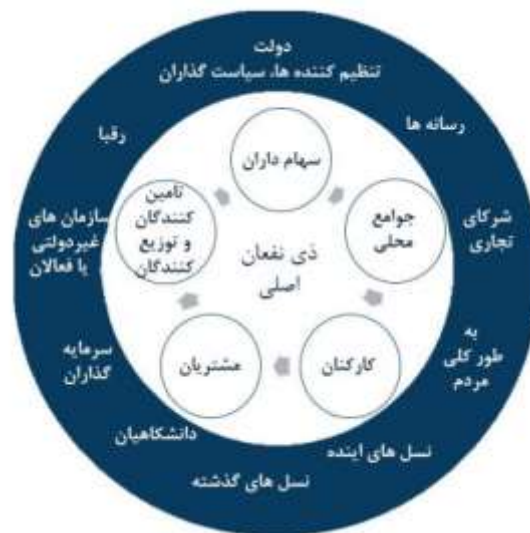 دولت
تنظیم کننده ها، سیاست گذاران
رسانه ها
شرکای
تجاری
به
طور کلی
مردم
نسل های اینده
نسل های گذشته
دانشگاهیان
سرمایه
گذاران
سازمان های
غیردولتی
یا فعالان
رقبا
سهام داران
جوامع
محلی
کارکنان
مشتریان
تامین
کنندگان
و توزیع
کنندگان
ذی نفعان
اصلی